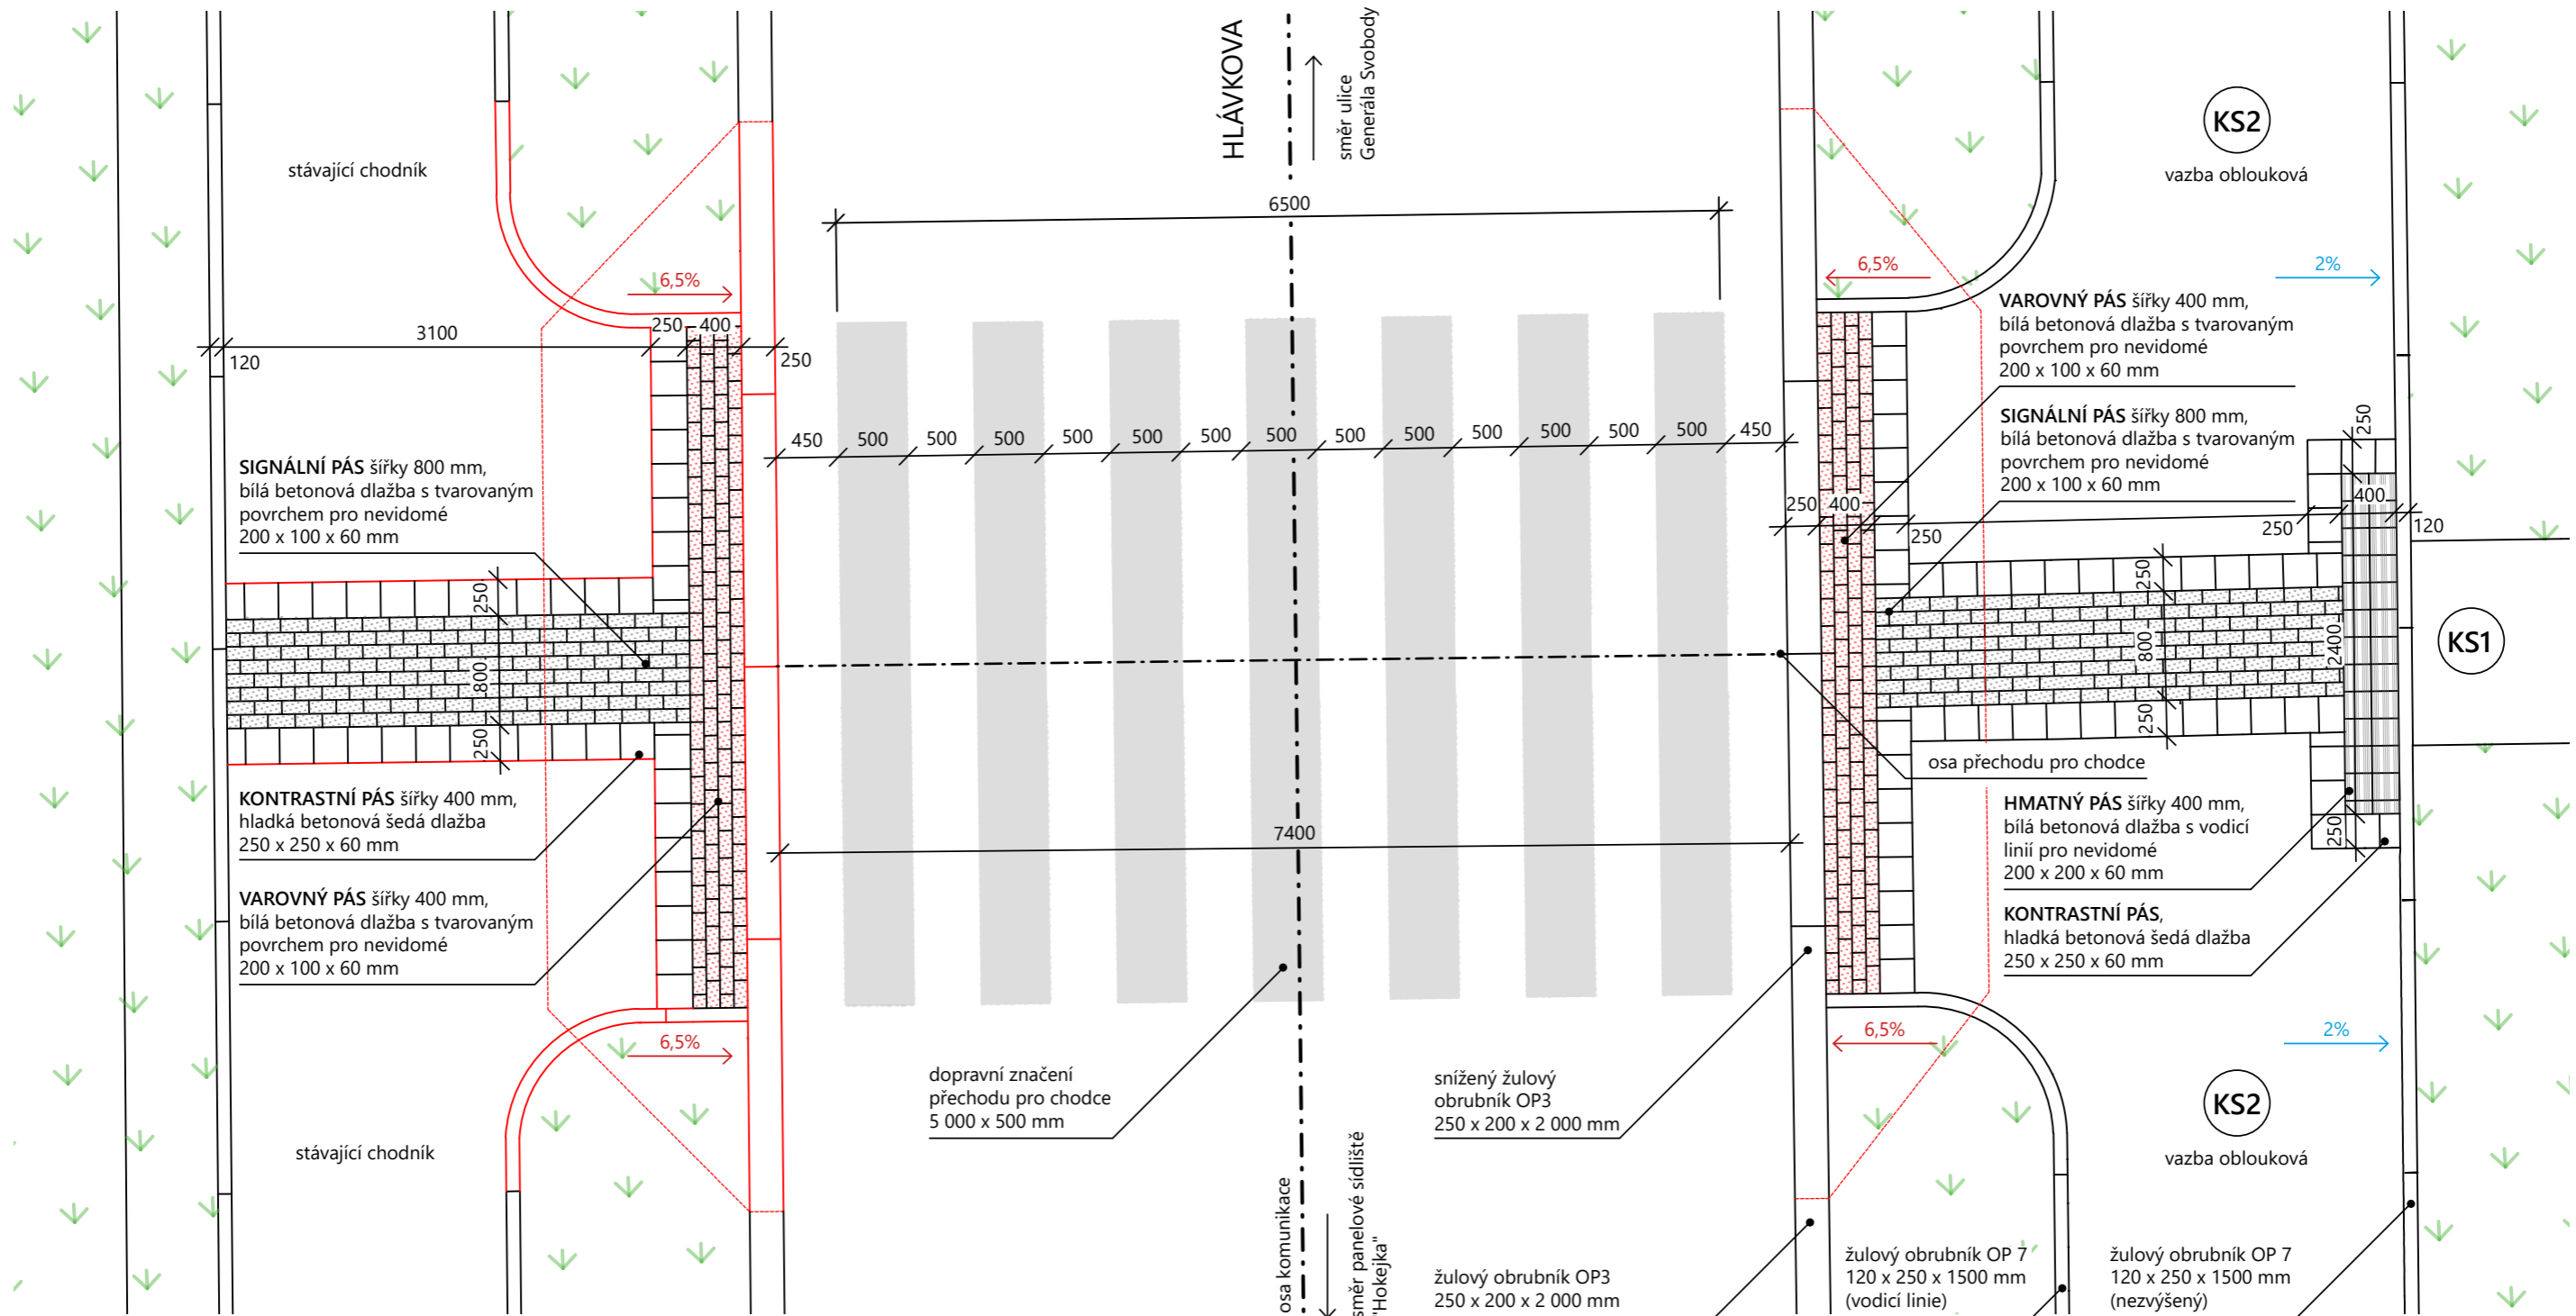 HLÁVKOVA
směr ulice
Generála Svobody
KS2
vazba oblouková
stávající chodník
6500
6,5%
6,5%
2%
3100
250
400
120
250
VAROVNÝ PÁS šířky 400 mm,
bílá betonová dlažba s tvarovaným
povrchem pro nevidomé
200 x 100 x 60 mm
SIGNÁLNÍ PÁS šířky 800 mm,
bílá betonová dlažba s tvarovaným
povrchem pro nevidomé
200 x 100 x 60 mm
450
500
500
500
500
500
500
500
500
500
500
500
500
500
450
SIGNÁLNÍ PÁS šířky 800 mm,
bílá betonová dlažba s tvarovaným
povrchem pro nevidomé
200 x 100 x 60 mm
250
400
250
250
250
400
120
250
800
250
250
800
250
2400
250
KS1
osa přechodu pro chodce
KONTRASTNÍ PÁS šířky 400 mm,
hladká betonová šedá dlažba
250 x 250 x 60 mm
7400
HMATNÝ PÁS šířky 400 mm,
bílá betonová dlažba s vodicí
linií pro nevidomé
200 x 200 x 60 mm
VAROVNÝ PÁS šířky 400 mm,
bílá betonová dlažba s tvarovaným
povrchem pro nevidomé
200 x 100 x 60 mm
KONTRASTNÍ PÁS,
hladká betonová šedá dlažba
250 x 250 x 60 mm
6,5%
6,5%
2%
dopravní značení
přechodu pro chodce
5 000 x 500 mm
snížený žulový
obrubník OP3
250 x 200 x 2 000 mm
KS2
vazba oblouková
stávající chodník
osa komunikace
směr panelové sídliště
"Hokejka"
žulový obrubník OP3
250 x 200 x 2 000 mm
žulový obrubník OP 7
120 x 250 x 1500 mm
(vodicí linie)
žulový obrubník OP 7
120 x 250 x 1500 mm
(nezvýšený)